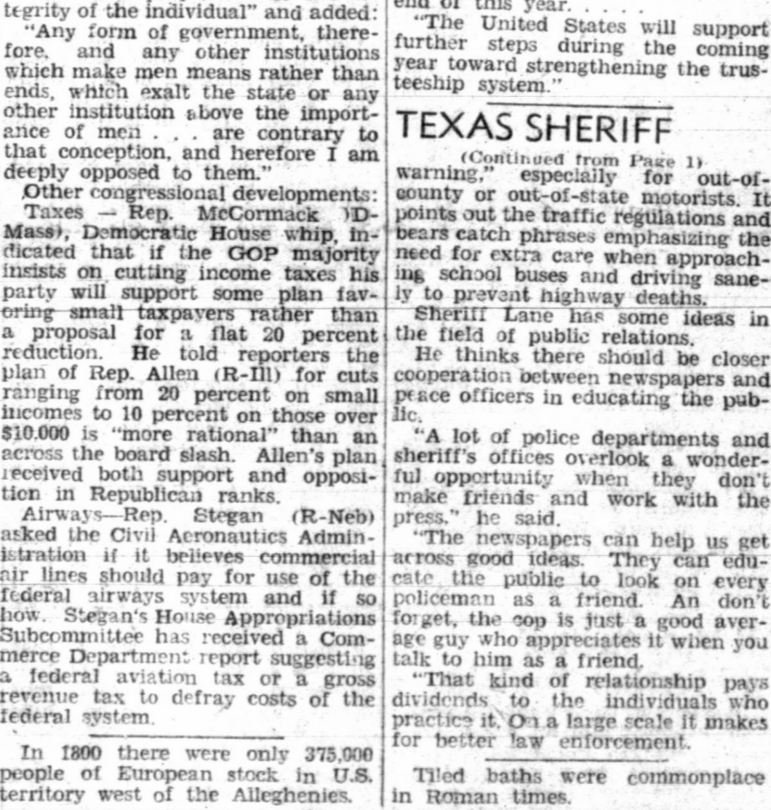 tegrity of the individual" and added:
"Any form of government, there-
fore, and any other institutions
which make men means rather than
ends, which exalt the state or any
other institution above the import-
ance of men . . . are contrary to
that conception, and herefore I am
deeply opposed to them."
Other congressional developments:
Taxes — Rep. McCormack )D-
Mass), Democratic House whip, in-
dicated that if the GOP majority
insists on cutting income taxes his
party will support some plan fav-
oring small taxpayers rather than
a proposal for a flat 20 percent
reduction. He told reporters the
plan of Rep. Allen (R-Ill) for cuts
ranging from 20 percent on small
incomes to 10 percent on those over
$10,000 is "more rational" than an
across the board slash. Allen's plan
received both support and opposi-
tion in Republican ranks.
Airways—Rep. Stegan (R-Neb)
asked the Civil Aeronautics Admin-
istration if it believes commercial
air lines should pay for use of the
federal airways system and if so
how. Stegan's House Appropriations
Subcommittee has received a Com-
merce Department report suggesting
a federal aviation tax or a gross
revenue tax to defray costs of the
federal system.
In 1800 there were only 375,000
people of European stock in U.S.
territory west of the Alleghenies.
end of this year. . . . .
"The United States will support
further steps during the coming
year toward strengthening the trus-
teeship system."
TEXAS SHERIFF
(Continued from Page 1)
warning," especially for out-of-
county or out-of-state motorists. It
points out the traffic regulations and
bears catch phrases emphasizing the
need for extra care when approach-
ing school buses and driving sane-
ly to prevent highway deaths.
Sheriff Lane has some ideas in
the field of public relations.
He thinks there should be closer
cooperation between newspapers and
peace officers in educating the pub-
lic.
"A lot of police departments and
sheriff's offices overlook a wonder-
ful opportunity when they don't
make friends and work with the
press," he said.
"The newspapers can help us get
across good ideas. They can edu-
cate the public to look on every
policeman as a friend. An don't
forget, the cop is just a good aver-
age guy who appreciates it when you
talk to him as a friend.
"That kind of relationship pays
dividends to the individuals who
practice it. On a large scale it makes
for better law enforcement.
Tiled baths were commonplace
in Roman times.